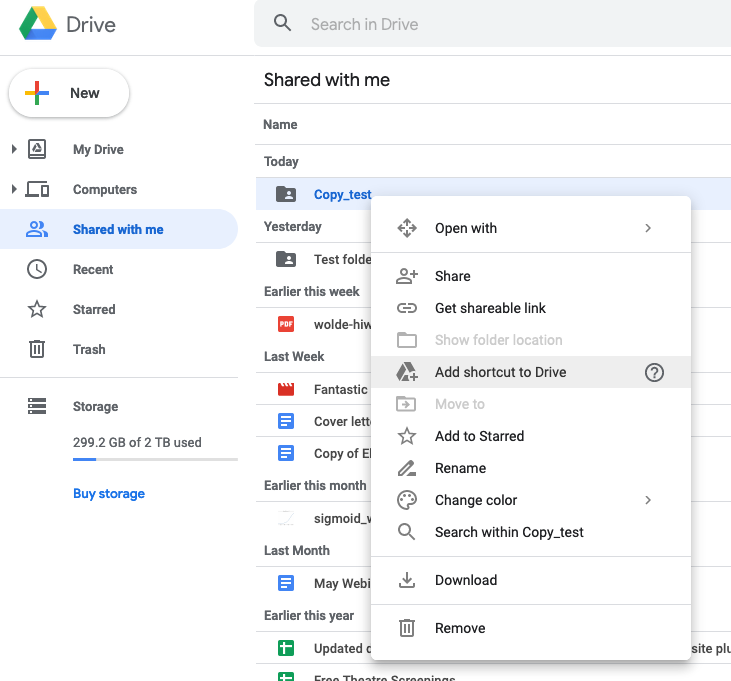 Drive
Search in Drive
New
My Drive
Computers
Shared with me
Recent
Starred
Trash
Storage
299.2 GB of 2 TB used
Buy storage
Shared with me
Name
Today
Copy_test
Yesterday
Test folde
Earlier this week
PDF
wolde-hiw
Last Week
Fantastic
Cover lett
Copy of El
Earlier this month
sigmoid_w
Last Month
May Webi
Earlier this year
Updated d
site plu
Free Theatre Screenings
Open with
Share
Get shareable link
Show folder location
Add shortcut to Drive
Move to
Add to Starred
Rename
Change color
Search within Copy_test
Download
Remove